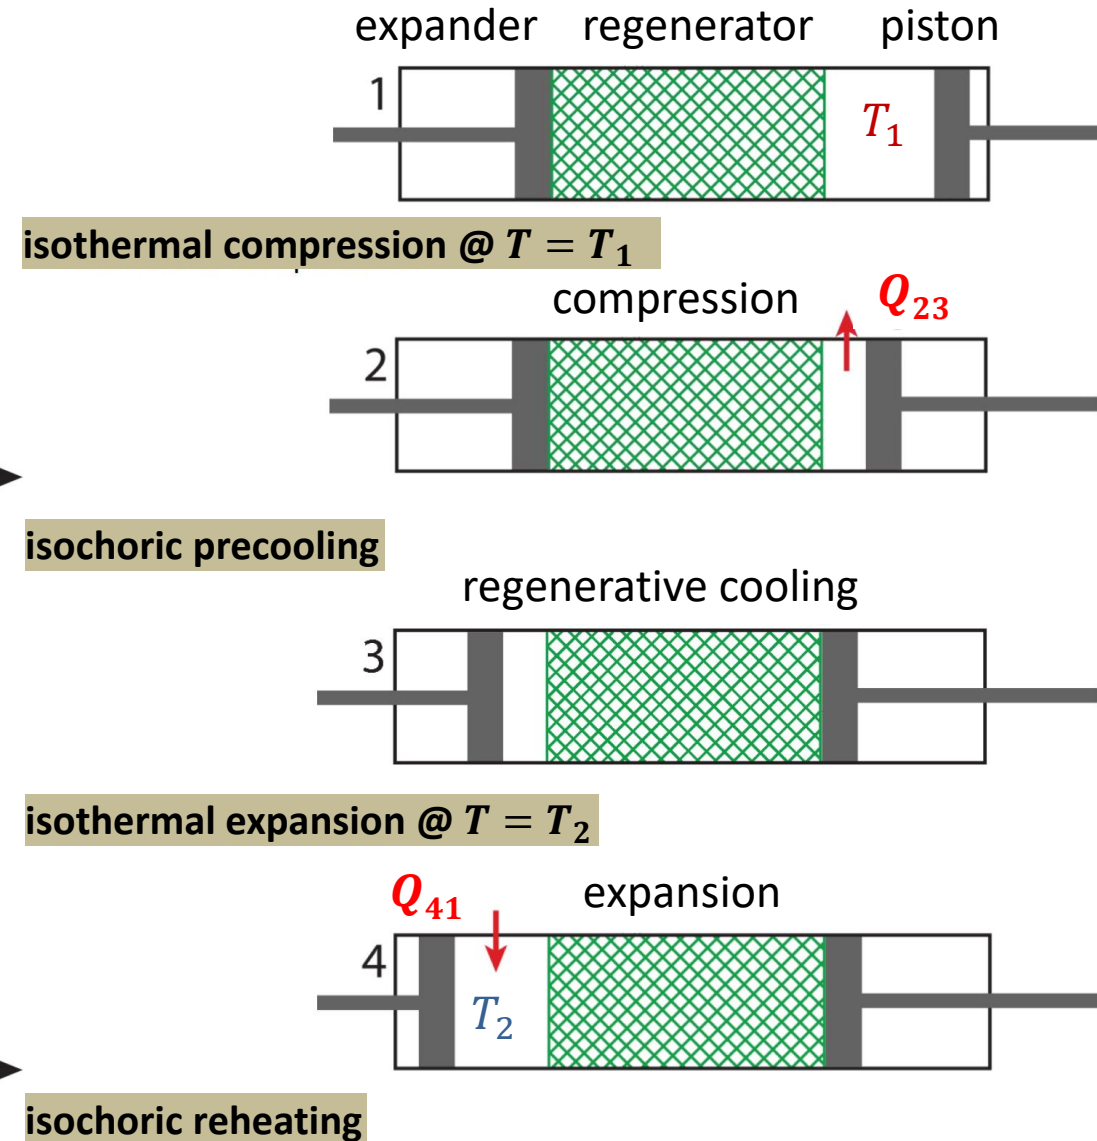 expander regenerator piston
1
T₁
isothermal compression @ T = T₁
compression Q₂₃
2
isochoric precooling
regenerative cooling
3
isothermal expansion @ T = T₂
Q₄₁ expansion
4
T₂
isochoric reheating